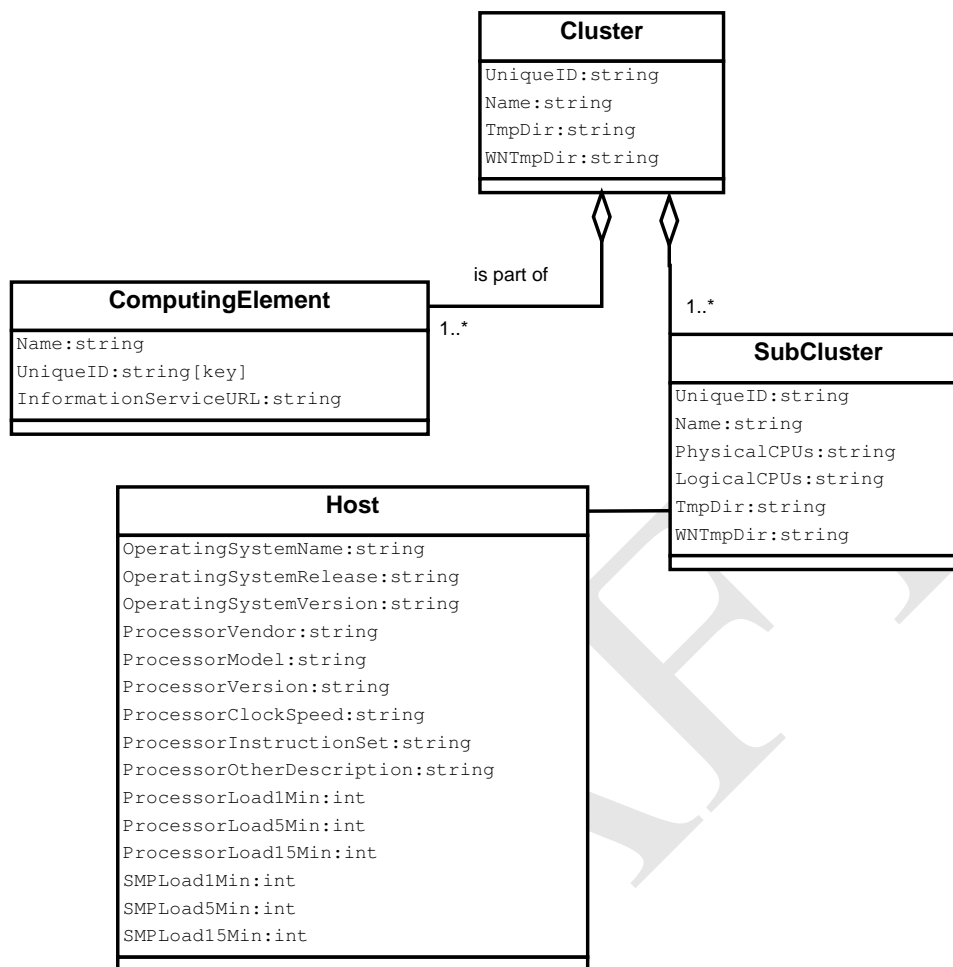 Cluster
UniqueID:string
Name:string
TmpDir:string
WNTmpDir:string
is part of
1..*
1..*
ComputingElement
Name:string
UniqueID:string[key]
InformationServiceURL:string
SubCluster
UniqueID:string
Name:string
PhysicalCPUs:string
LogicalCPUs:string
TmpDir:string
WNTmpDir:string
Host
OperatingSystemName:string
OperatingSystemRelease:string
OperatingSystemVersion:string
ProcessorVendor:string
ProcessorModel:string
ProcessorVersion:string
ProcessorClockSpeed:string
ProcessorInstructionSet:string
ProcessorOtherDescription:string
ProcessorLoad1Min:int
ProcessorLoad5Min:int
ProcessorLoad15Min:int
SMPLoad1Min:int
SMPLoad5Min:int
SMPLoad15Min:int